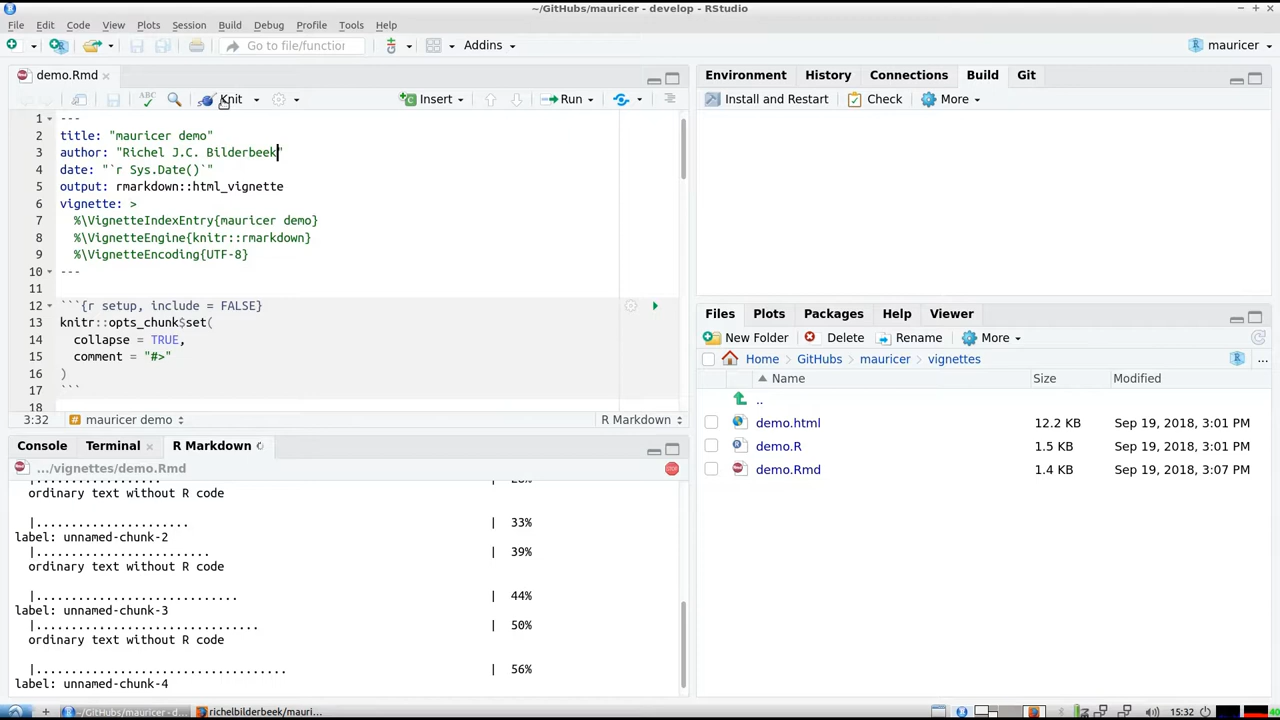 ~/GitHubs/mauricer - develop - RStudio
File Edit Code View Plots Session Build Debug Profile Tools Help
Go to file/function Addins mauricer
demo.Rmd
ABC Knit Insert Run
1 ---
2 title: "mauricer demo"
3 author: "Richel J.C. Bilderbeek"
4 date: "`r Sys.Date()`"
5 output: rmarkdown::html_vignette
6 vignette: >
7 %\VignetteIndexEntry{mauricer demo}
8 %\VignetteEngine{knitr::rmarkdown}
9 %\VignetteEncoding{UTF-8}
10 ---
11
12 ```{r setup, include = FALSE}
13 knitr::opts_chunk$set(
14 collapse = TRUE,
15 comment = "#>"
16 )
17 ```
18
3:32 # mauricer demo R Markdown
Console Terminal R Markdown
.../vignettes/demo.Rmd STOP
ordinary text without R code
|...................... | 33%
label: unnamed-chunk-2
|......................... | 39%
ordinary text without R code
|............................. | 44%
label: unnamed-chunk-3
|................................ | 50%
ordinary text without R code
|.................................... | 56%
label: unnamed-chunk-4
Environment History Connections Build Git
Install and Restart Check More
Files Plots Packages Help Viewer
New Folder Delete Rename More
Home GitHubs mauricer vignettes ...
Name Size Modified
..
demo.html 12.2 KB Sep 19, 2018, 3:01 PM
demo.R 1.5 KB Sep 19, 2018, 3:01 PM
demo.Rmd 1.4 KB Sep 19, 2018, 3:07 PM
~/GitHubs/mauricer - d... richelbilderbeek/mauri... 15:32